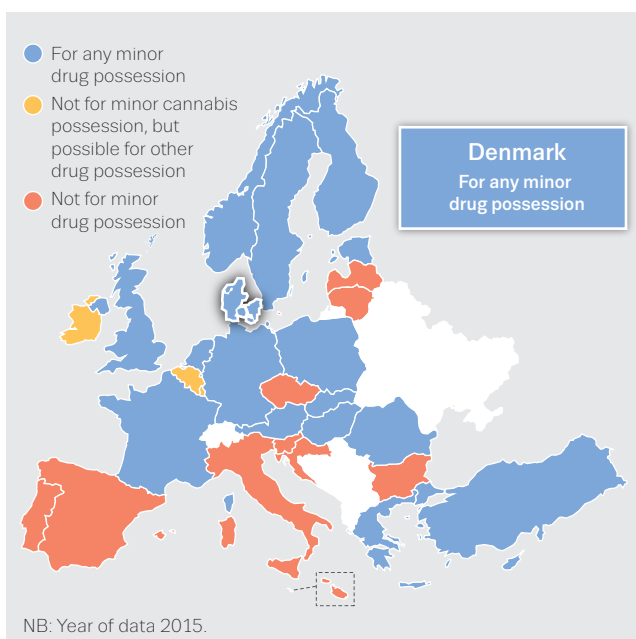 For any minor
drug possession
Not for minor cannabis
possession, but
possible for other
drug possession
Not for minor
drug possession
Denmark
For any minor
drug possession
NB: Year of data 2015.